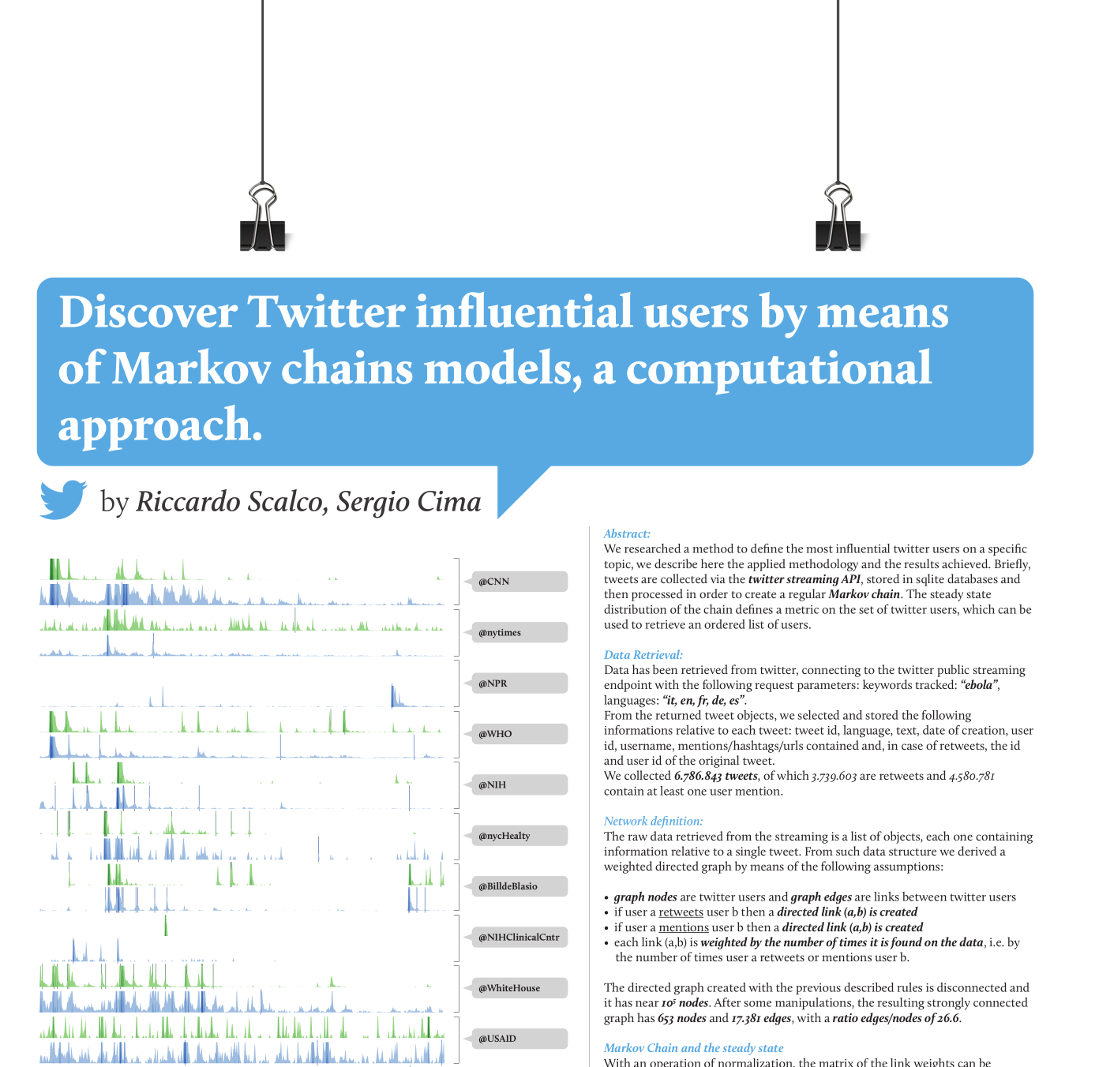 Discover Twitter influential users by means
of Markov chains models, a computational
approach.
by Riccardo Scalco, Sergio Cima
@CNN
@nytimes
@NPR
@WHO
@NIH
@nycHealty
@BilldeBlasio
@NIHClinicalCntr
@WhiteHouse
@USAID
Abstract:
We researched a method to define the most influential twitter users on a specific
topic, we describe here the applied methodology and the results achieved. Briefly,
tweets are collected via the twitter streaming API, stored in sqlite databases and
then processed in order to create a regular Markov chain. The steady state
distribution of the chain defines a metric on the set of twitter users, which can be
used to retrieve an ordered list of users.
Data Retrieval:
Data has been retrieved from twitter, connecting to the twitter public streaming
endpoint with the following request parameters: keywords tracked: “ebola”,
languages: “it, en, fr, de, es”.
From the returned tweet objects, we selected and stored the following
informations relative to each tweet: tweet id, language, text, date of creation, user
id, username, mentions/hashtags/urls contained and, in case of retweets, the id
and user id of the original tweet.
We collected 6.786.843 tweets, of which 3.739.603 are retweets and 4.580.781
contain at least one user mention.
Network definition:
The raw data retrieved from the streaming is a list of objects, each one containing
information relative to a single tweet. From such data structure we derived a
weighted directed graph by means of the following assumptions:
• graph nodes are twitter users and graph edges are links between twitter users
• if user a retweets user b then a directed link (a,b) is created
• if user a mentions user b then a directed link (a,b) is created
• each link (a,b) is weighted by the number of times it is found on the data, i.e. by
the number of times user a retweets or mentions user b.
The directed graph created with the previous described rules is disconnected and
it has near 10⁵ nodes. After some manipulations, the resulting strongly connected
graph has 653 nodes and 17.381 edges, with a ratio edges/nodes of 26.6.
Markov Chain and the steady state
With an operation of normalization, the matrix of the link weights can be